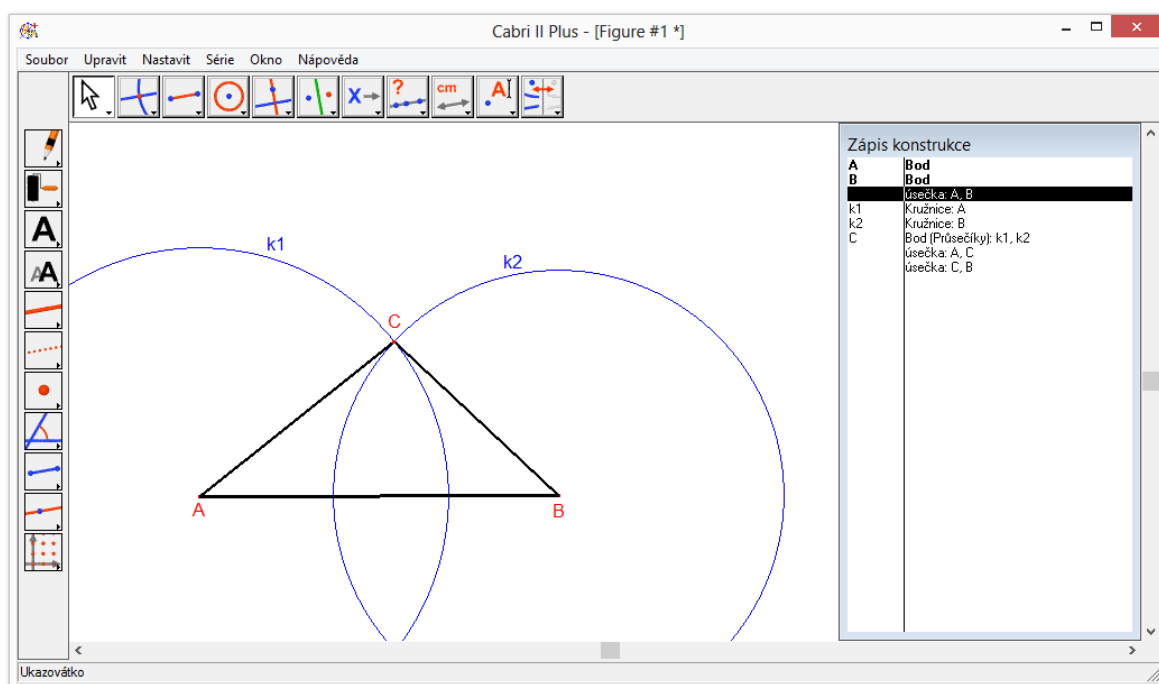 Cabri II Plus - [Figure #1 *]
Soubor Upravit Nastavit Série Okno Nápověda
X ? cm A
A
AA
Zápis konstrukce
A Bod
B Bod
úsečka: A, B
k1 Kružnice: A
k2 Kružnice: B
C Bod (Průsečíky): k1, k2
úsečka: A, C
úsečka: C, B
k1
k2
C
A
B
Ukazovátko